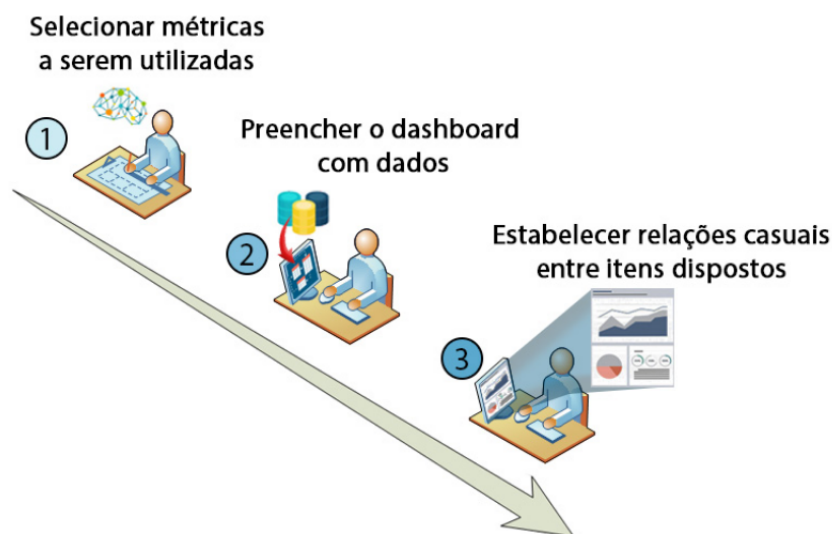 Selecionar métricas
a serem utilizadas
1
Preencher o dashboard
com dados
2
Estabelecer relações casuais
entre itens dispostos
3